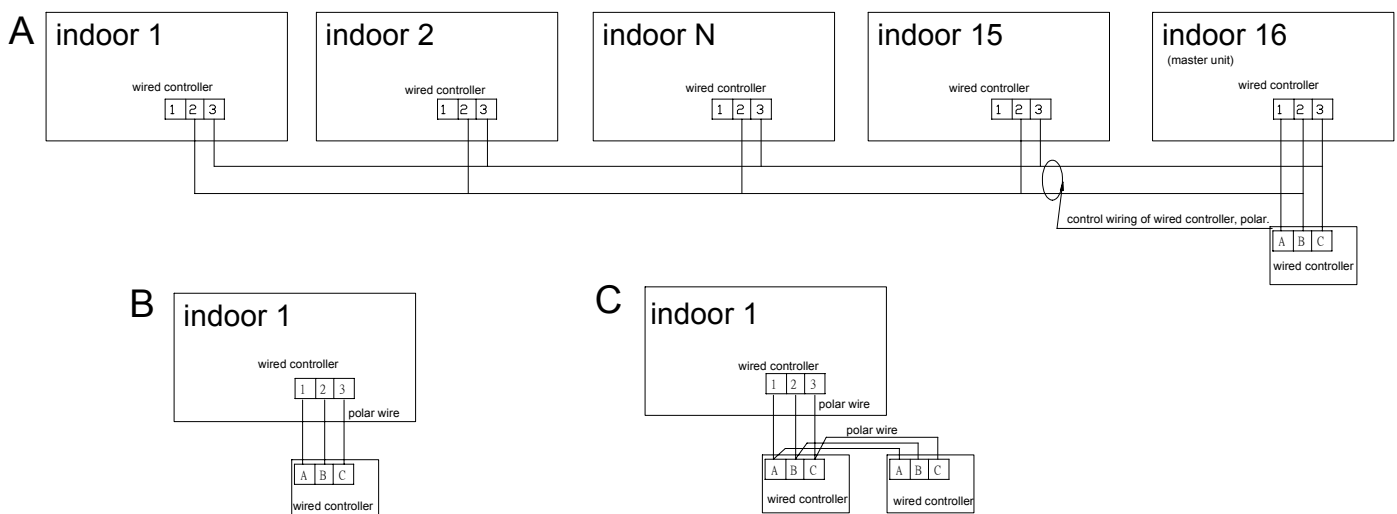 A
indoor 1
wired controller
1 2 3
indoor 2
wired controller
1 2 3
indoor N
wired controller
1 2 3
indoor 15
wired controller
1 2 3
indoor 16
(master unit)
wired controller
1 2 3
control wiring of wired controller, polar.
A B C
wired controller
B
indoor 1
wired controller
1 2 3
polar wire
A B C
wired controller
C
indoor 1
wired controller
1 2 3
polar wire
polar wire
A B C
wired controller
A B C
wired controller